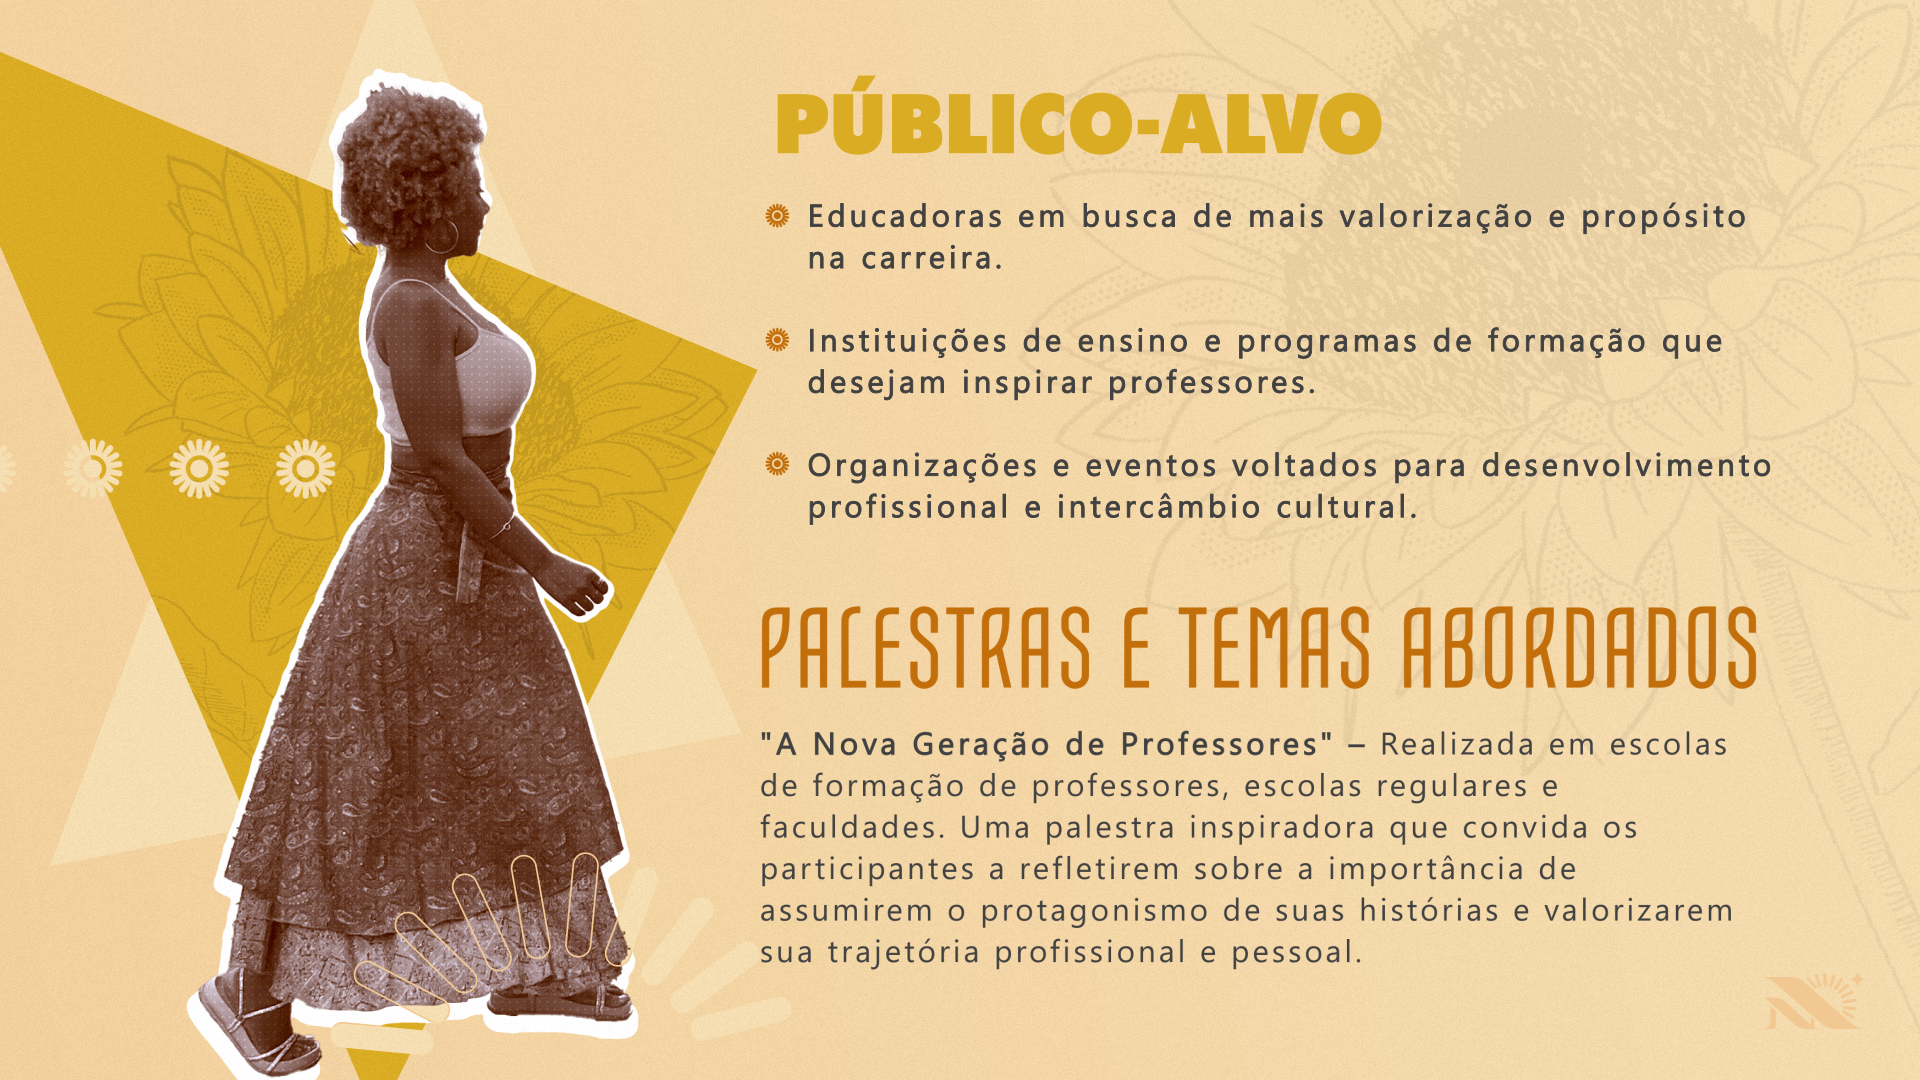 PÚBLICO-ALVO
Educadoras em busca de mais valorização e propósito
na carreira.
Instituições de ensino e programas de formação que
desejam inspirar professores.
Organizações e eventos voltados para desenvolvimento
profissional e intercâmbio cultural.
PALESTRAS E TEMAS ABORDADOS
"A Nova Geração de Professores" – Realizada em escolas
de formação de professores, escolas regulares e
faculdades. Uma palestra inspiradora que convida os
participantes a refletirem sobre a importância de
assumirem o protagonismo de suas histórias e valorizarem
sua trajetória profissional e pessoal.